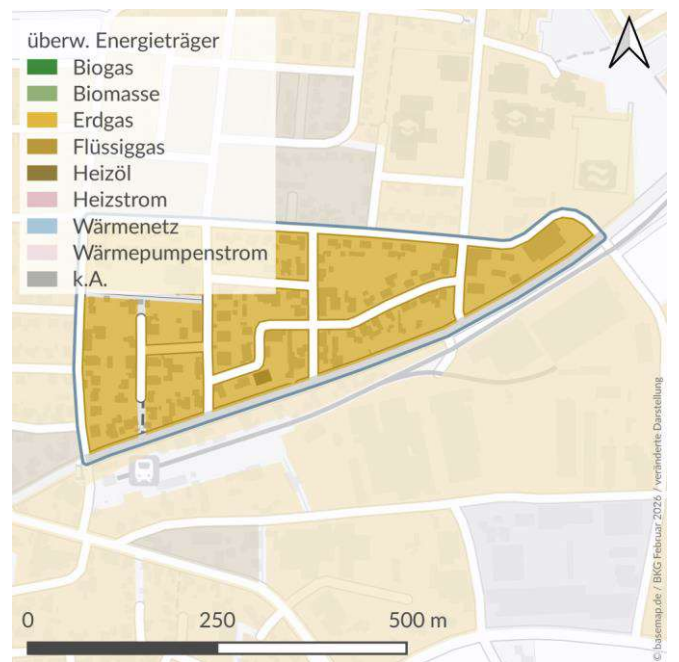 überw. Energieträger
Biogas
Biomasse
Erdgas
Flüssiggas
Heizöl
Heizstrom
Wärmenetz
Wärmepumpenstrom
k.A.
0 250 500 m
© basemap.de / BKG Februar 2026 / veränderte Darstellung